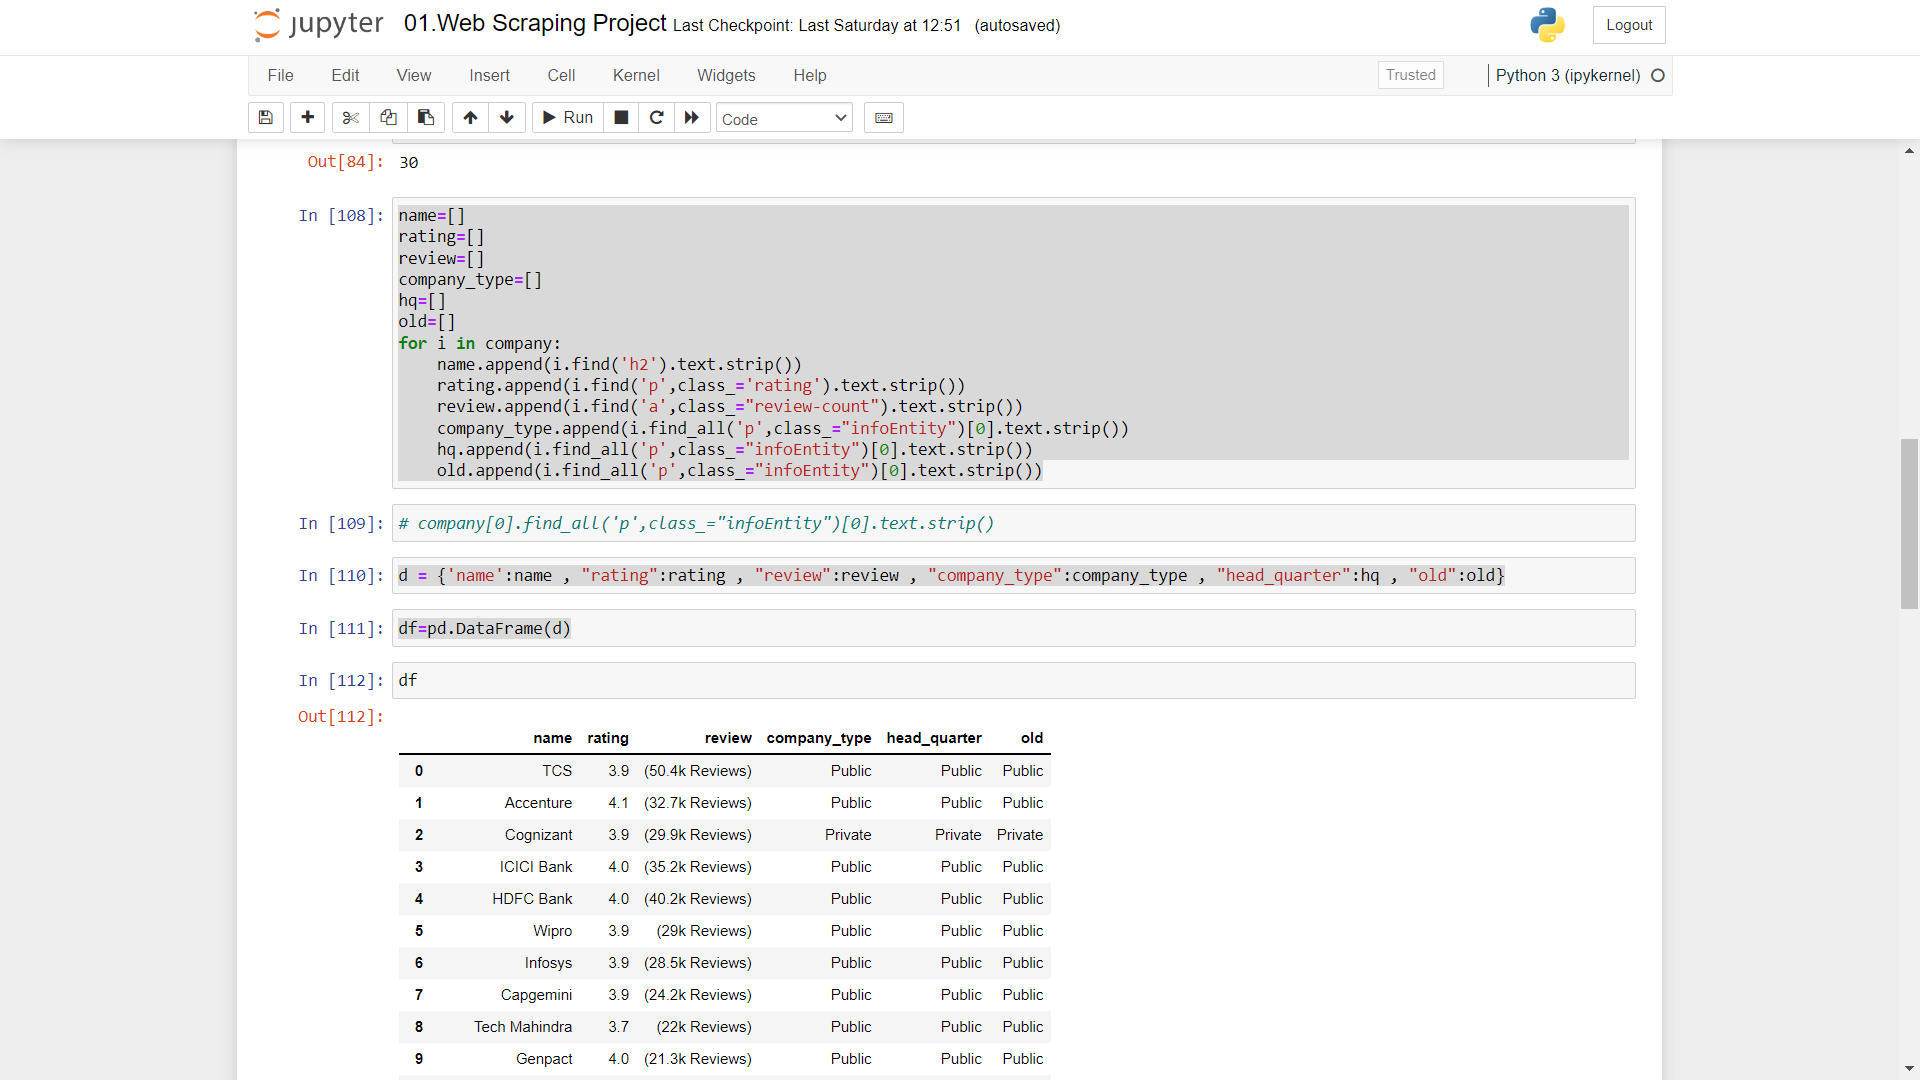 jupyter 01.Web Scraping Project Last Checkpoint: Last Saturday at 12:51 (autosaved) Logout
File Edit View Insert Cell Kernel Widgets Help Trusted Python 3 (ipykernel)
Run Code
Out[84]: 30
In [108]: name=[]
rating=[]
review=[]
company_type=[]
hq=[]
old=[]
for i in company:
    name.append(i.find('h2').text.strip())
    rating.append(i.find('p',class_='rating').text.strip())
    review.append(i.find('a',class_="review-count").text.strip())
    company_type.append(i.find_all('p',class_="infoEntity")[0].text.strip())
    hq.append(i.find_all('p',class_="infoEntity")[0].text.strip())
    old.append(i.find_all('p',class_="infoEntity")[0].text.strip())
In [109]: # company[0].find_all('p',class_="infoEntity")[0].text.strip()
In [110]: d = {'name':name , "rating":rating , "review":review , "company_type":company_type , "head_quarter":hq , "old":old}
In [111]: df=pd.DataFrame(d)
In [112]: df
Out[112]:
name rating review company_type head_quarter old
0 TCS 3.9 (50.4k Reviews) Public Public Public
1 Accenture 4.1 (32.7k Reviews) Public Public Public
2 Cognizant 3.9 (29.9k Reviews) Private Private Private
3 ICICI Bank 4.0 (35.2k Reviews) Public Public Public
4 HDFC Bank 4.0 (40.2k Reviews) Public Public Public
5 Wipro 3.9 (29k Reviews) Public Public Public
6 Infosys 3.9 (28.5k Reviews) Public Public Public
7 Capgemini 3.9 (24.2k Reviews) Public Public Public
8 Tech Mahindra 3.7 (22k Reviews) Public Public Public
9 Genpact 4.0 (21.3k Reviews) Public Public Public